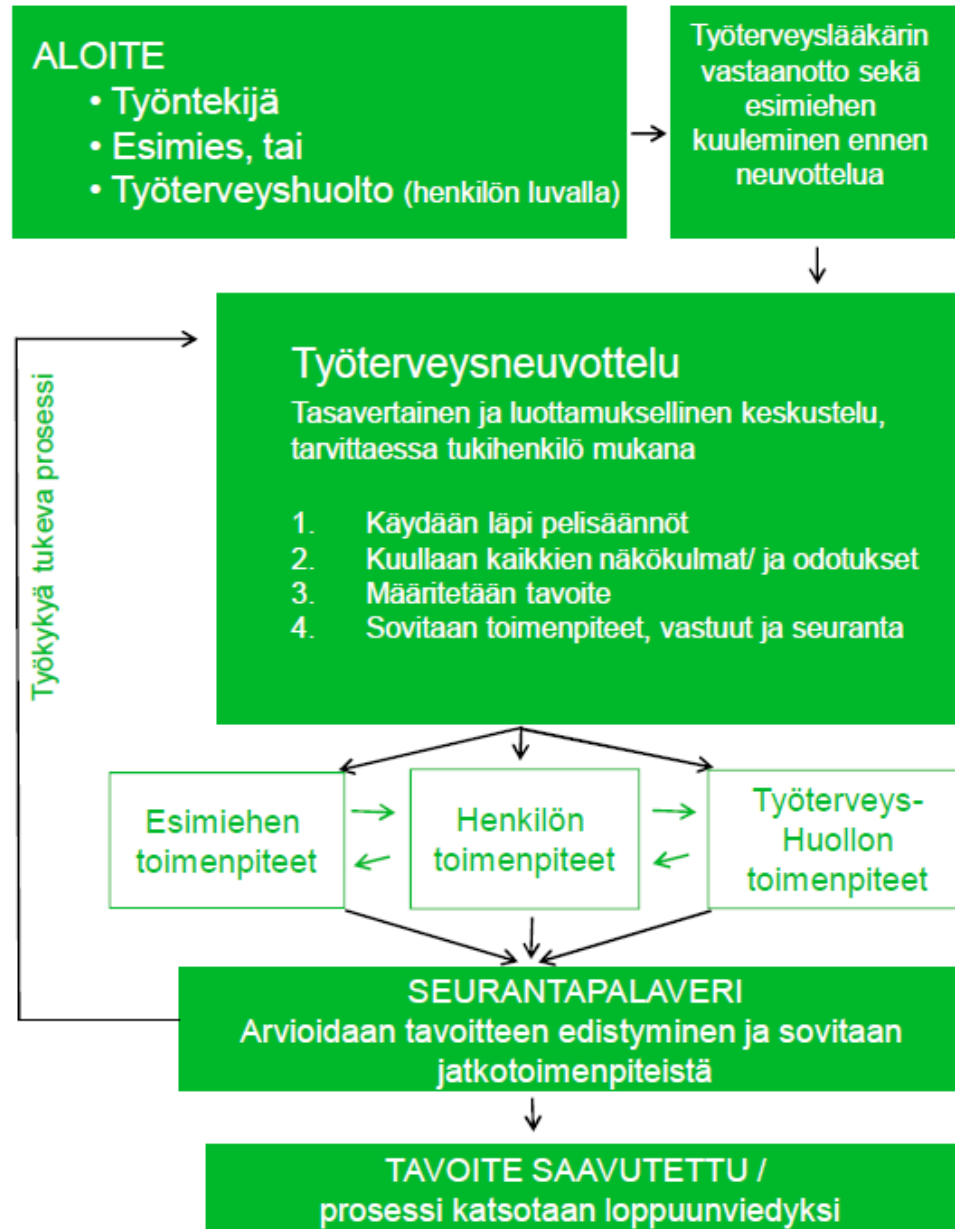 ALOITE
• Työntekijä
• Esimies, tai
• Työterveyshuolto (henkilön luvalla)
Työterveyslääkärin
vastaanotto sekä
esimiehen
kuuleminen ennen
neuvottelua
Työkykyä tukeva prosessi
Työterveysneuvottelu
Tasavertainen ja luottamuksellinen keskustelu,
tarvittaessa tukihenkilö mukana
1. Käydään läpi pelisäännöt
2. Kuullaan kaikkien näkökulmat/ ja odotukset
3. Määritetään tavoite
4. Sovitaan toimenpiteet, vastuut ja seuranta
Esimiehen
toimenpiteet
Henkilön
toimenpiteet
Työterveys-
Huollon
toimenpiteet
SEURANTAPALAVERI
Arvioidaan tavoitteen edistyminen ja sovitaan
jatkotoimenpiteistä
TAVOITE SAAVUTETTU /
prosessi katsotaan loppuunviedyksi